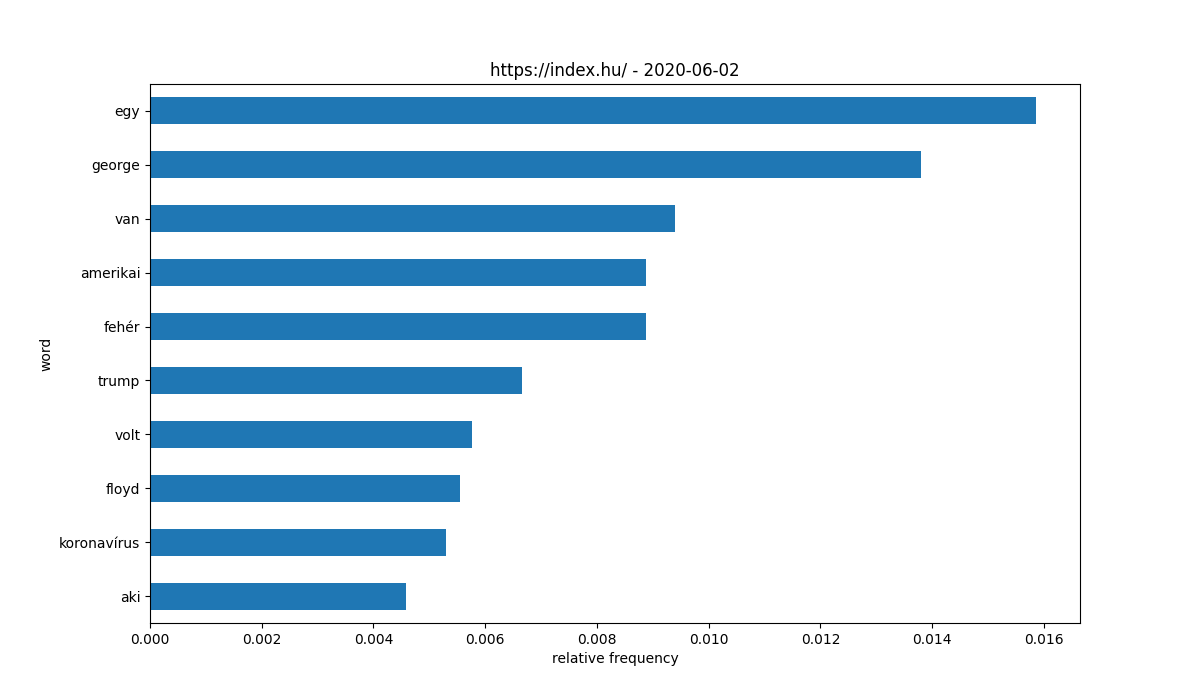 https://index.hu/ - 2020-06-02
word
egy
george
van
amerikai
fehér
trump
volt
floyd
koronavírus
aki
0.000 0.002 0.004 0.006 0.008 0.010 0.012 0.014 0.016
relative frequency